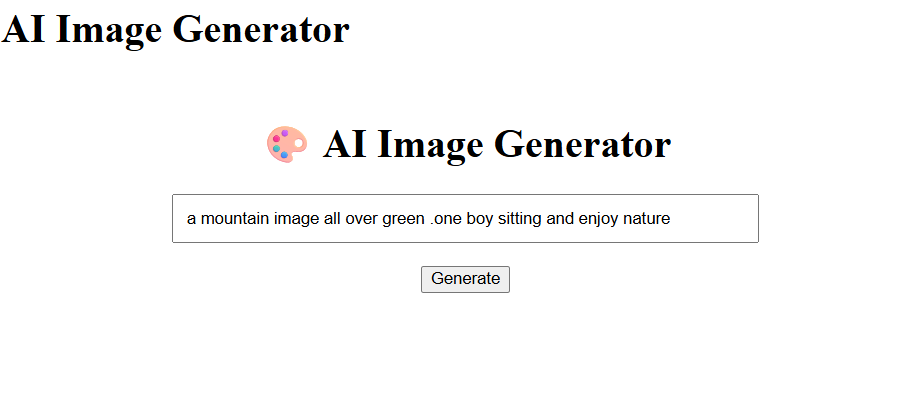 AI Image Generator
🎨 AI Image Generator
a mountain image all over green .one boy sitting and enjoy nature
Generate